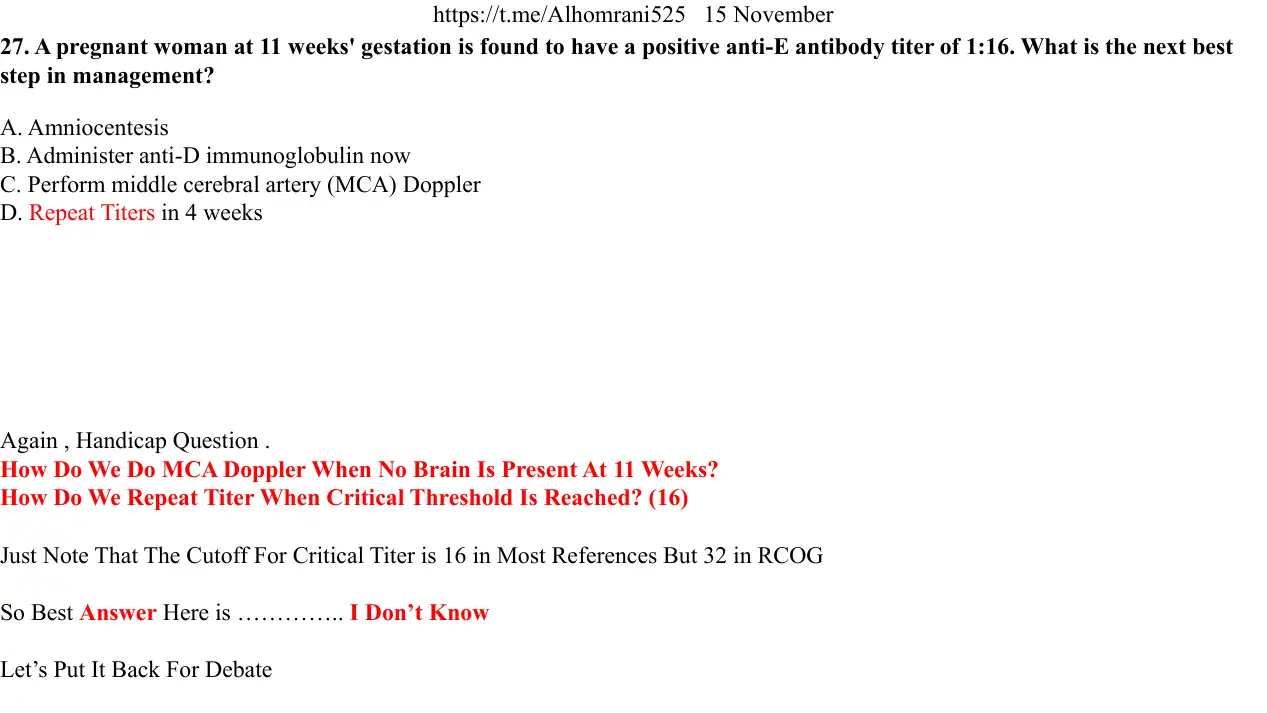 https://t.me/Alhomrani525 15 November
27. A pregnant woman at 11 weeks' gestation is found to have a positive anti-E antibody titer of 1:16. What is the next best
step in management?
A. Amniocentesis
B. Administer anti-D immunoglobulin now
C. Perform middle cerebral artery (MCA) Doppler
D. Repeat Titers in 4 weeks
Again , Handicap Question .
How Do We Do MCA Doppler When No Brain Is Present At 11 Weeks?
How Do We Repeat Titer When Critical Threshold Is Reached? (16)
Just Note That The Cutoff For Critical Titer is 16 in Most References But 32 in RCOG
So Best Answer Here is ………….. I Don’t Know
Let’s Put It Back For Debate